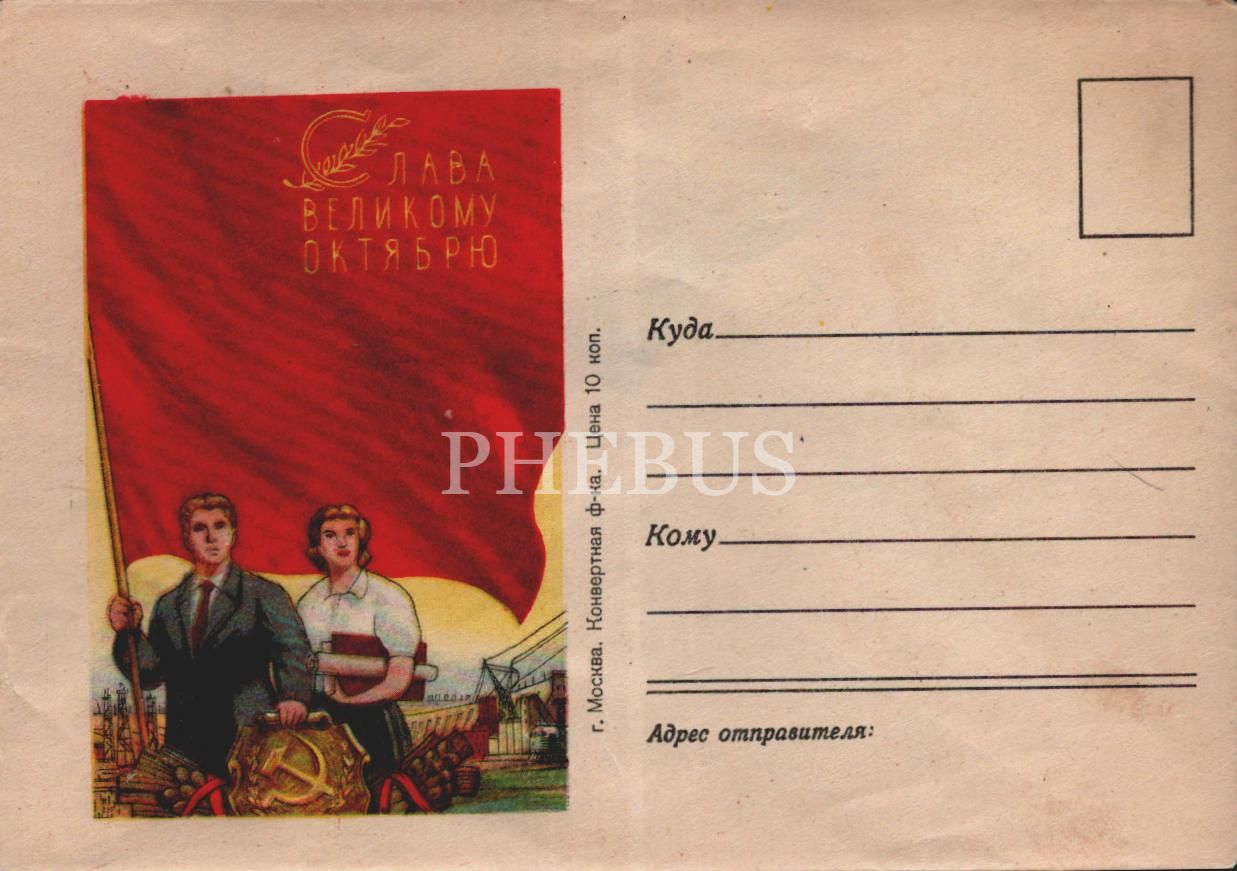 СЛАВА
ВЕЛИКОМУ
ОКТЯБРЮ
г. Москва. Конвертная ф-ка. Цена 10 коп.
PHEBUS
Куда
Кому
Адрес отправителя: